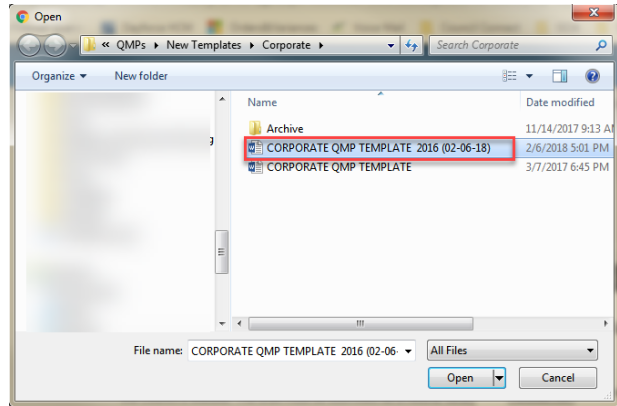 Open
« QMPs ▸ New Templates ▸ Corporate ▸
Search Corporate
Organize ▾ New folder
Name Date modified
Archive 11/14/2017 9:13 AM
CORPORATE QMP TEMPLATE 2016 (02-06-18) 2/6/2018 5:01 PM
CORPORATE QMP TEMPLATE 3/7/2017 6:45 PM
File name: CORPORATE QMP TEMPLATE 2016 (02-06- All Files
Open Cancel